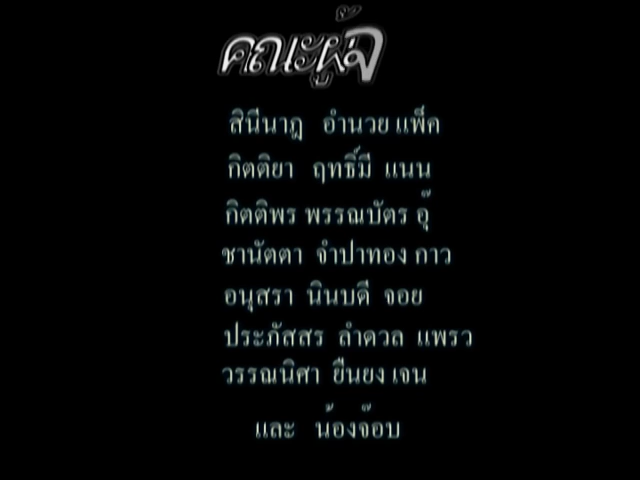 คณะผู้จ
สินีนาฎ อำนวย แพ็ค
กิตติยา ฤทธิ์มี แนน
กิตติพร พรรณบัตร อุ๊
ชานัตตา จำปาทอง กาว
อนุสรา นินบดี จอย
ประภัสสร ลำดวล แพรว
วรรณนิศา ยืนยง เจน
และ น้องจ๊อบ